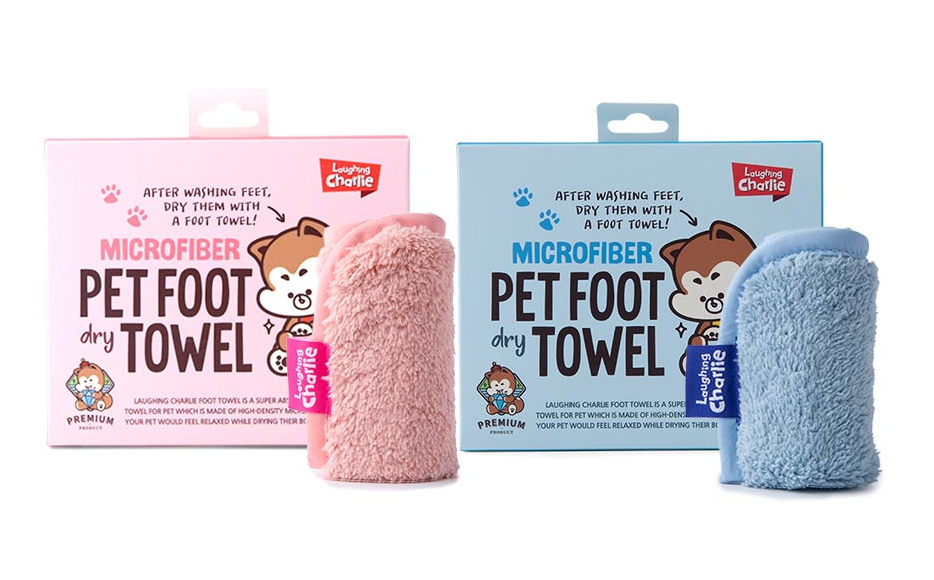 Laughing
Charlie
AFTER WASHING FEET,
DRY THEM WITH
A FOOT TOWEL!
MICROFIBER
PET FOOT
dry TOWEL
Laughing
Charlie
PREMIUM
PRODUCT
LAUGHING CHARLIE FOOT TOWEL IS A SUPER
TOWEL FOR PET WHICH IS MADE OF HIGH-DENSITY
YOUR PET WOULD FEEL RELAXED WHILE DRYING THEIR
Laughing
Charlie
AFTER WASHING FEET,
DRY THEM WITH
A FOOT TOWEL!
MICROFIBER
PET FOOT
dry TOWEL
Laughing
Charlie
PREMIUM
PRODUCT
LAUGHING CHARLIE FOOT TOWEL IS A
TOWEL FOR PET WHICH IS MADE OF
YOUR PET WOULD FEEL RELAXED WHILE DRYING THEIR